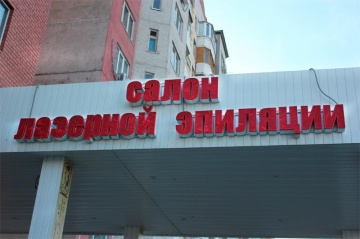 салон
лазерной эпиляции